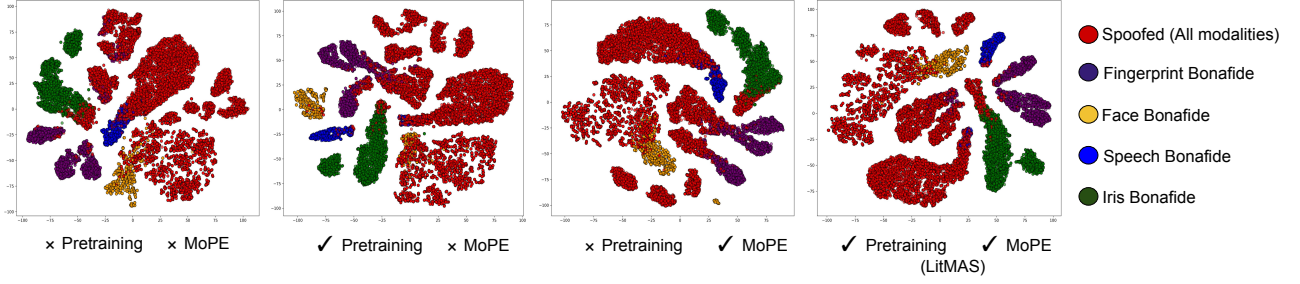 × Pretraining × MoPE
✓ Pretraining × MoPE
× Pretraining ✓ MoPE
✓ Pretraining ✓ MoPE
(LitMAS)
Spoofed (All modalities)
Fingerprint Bonafide
Face Bonafide
Speech Bonafide
Iris Bonafide